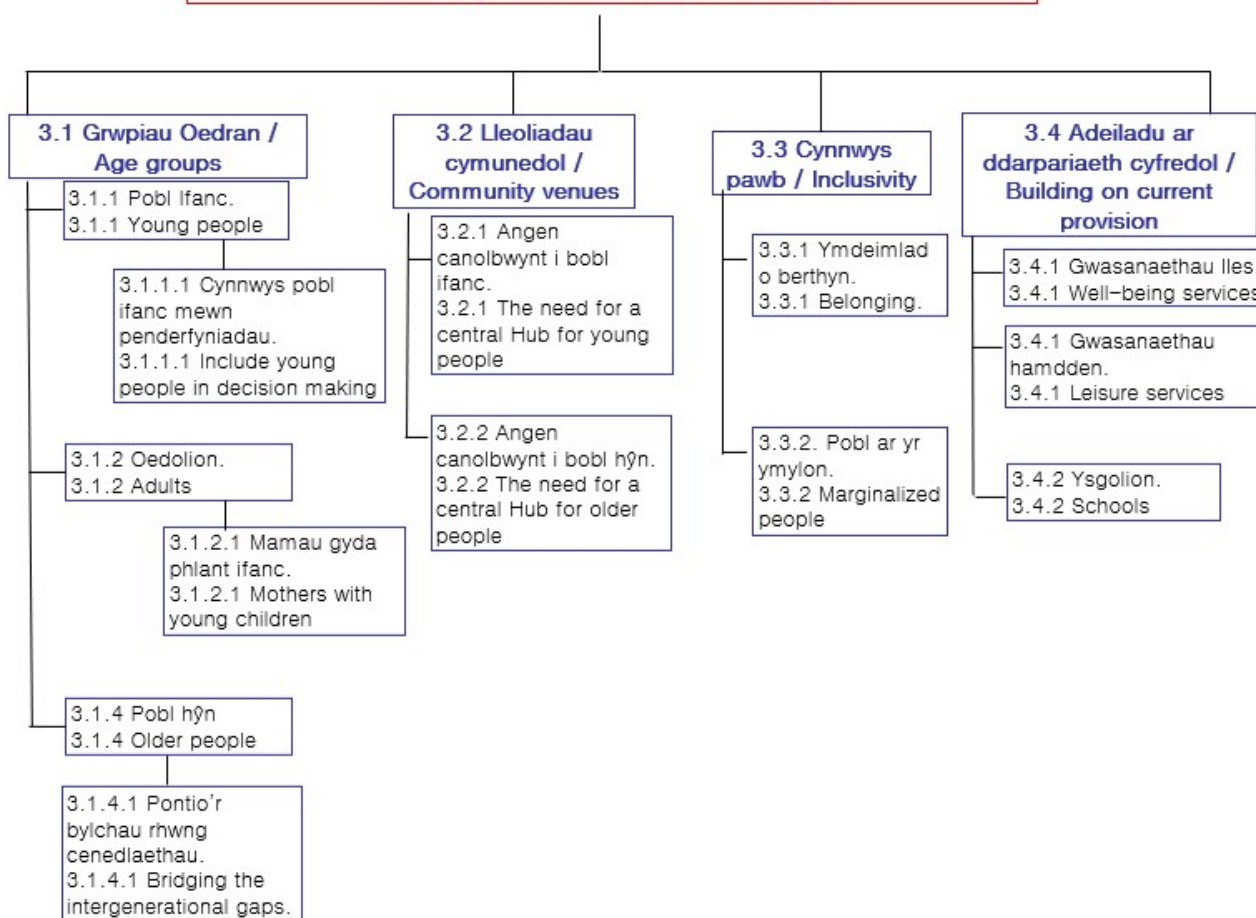 3.1 Grwpiau Oedran /
Age groups
3.1.1 Pobl Ifanc.
3.1.1 Young people
3.1.1.1 Cynnwys pobl
ifanc mewn
penderfyniadau.
3.1.1.1 Include young
people in decision making
3.1.2 Oedolion.
3.1.2 Adults
3.1.2.1 Mamau gyda
phlant ifanc.
3.1.2.1 Mothers with
young children
3.1.4 Pobl hŷn
3.1.4 Older people
3.1.4.1 Pontio'r
bylchau rhwng
cenedlaethau.
3.1.4.1 Bridging the
intergenerational gaps.
3.2 Lleoliadau
cymunedol /
Community venues
3.2.1 Angen
canolbwynt i bobl
ifanc.
3.2.1 The need for a
central Hub for young
people
3.2.2 Angen
canolbwynt i bobl hŷn.
3.2.2 The need for a
central Hub for older
people
3.3 Cynnwys
pawb / Inclusivity
3.3.1 Ymdeimlad
o berthyn.
3.3.1 Belonging.
3.3.2. Pobl ar yr
ymylon.
3.3.2 Marginalized
people
3.4 Adeiladu ar
ddarpariaeth cyfredol /
Building on current
provision
3.4.1 Gwasanaethau lles.
3.4.1 Well-being services
3.4.1 Gwasanaethau
hamdden.
3.4.1 Leisure services
3.4.2 Ysgolion.
3.4.2 Schools